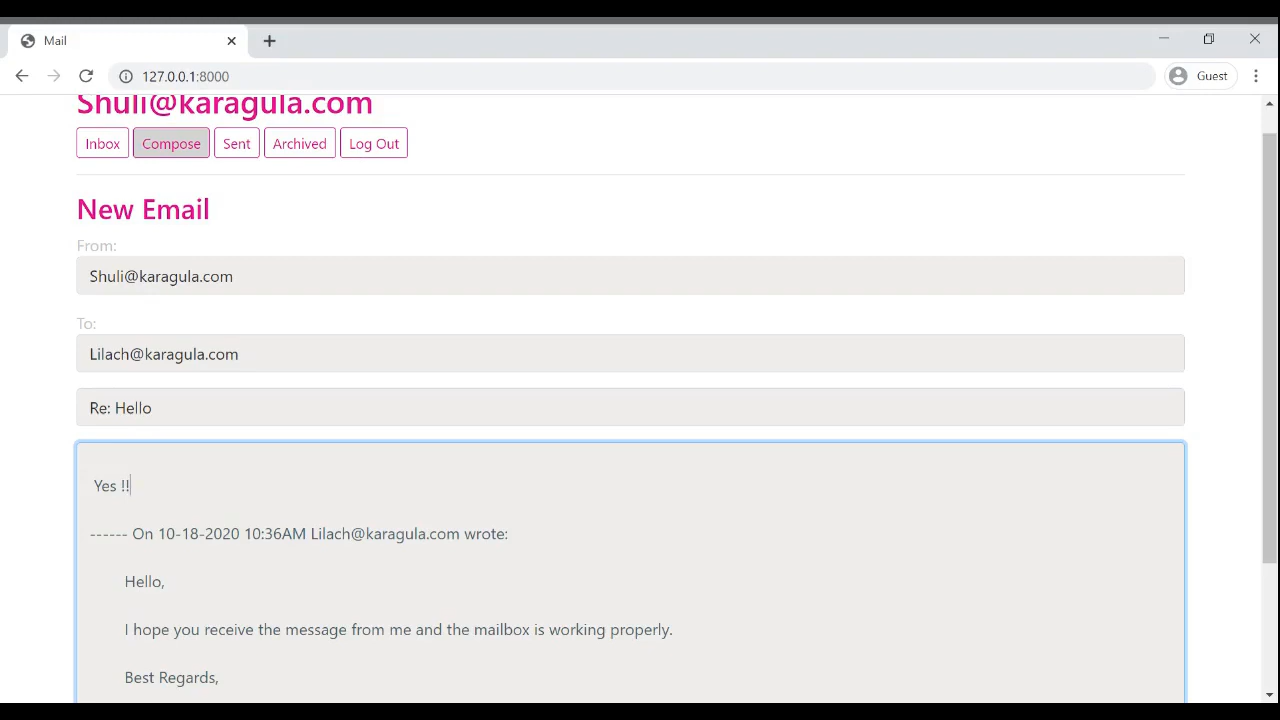 Mail
127.0.0.1:8000
Guest
Shuli@karagula.com
Inbox Compose Sent Archived Log Out
New Email
From:
Shuli@karagula.com
To:
Lilach@karagula.com
Re: Hello
Yes !!
------ On 10-18-2020 10:36AM Lilach@karagula.com wrote:
Hello,
I hope you receive the message from me and the mailbox is working properly.
Best Regards,